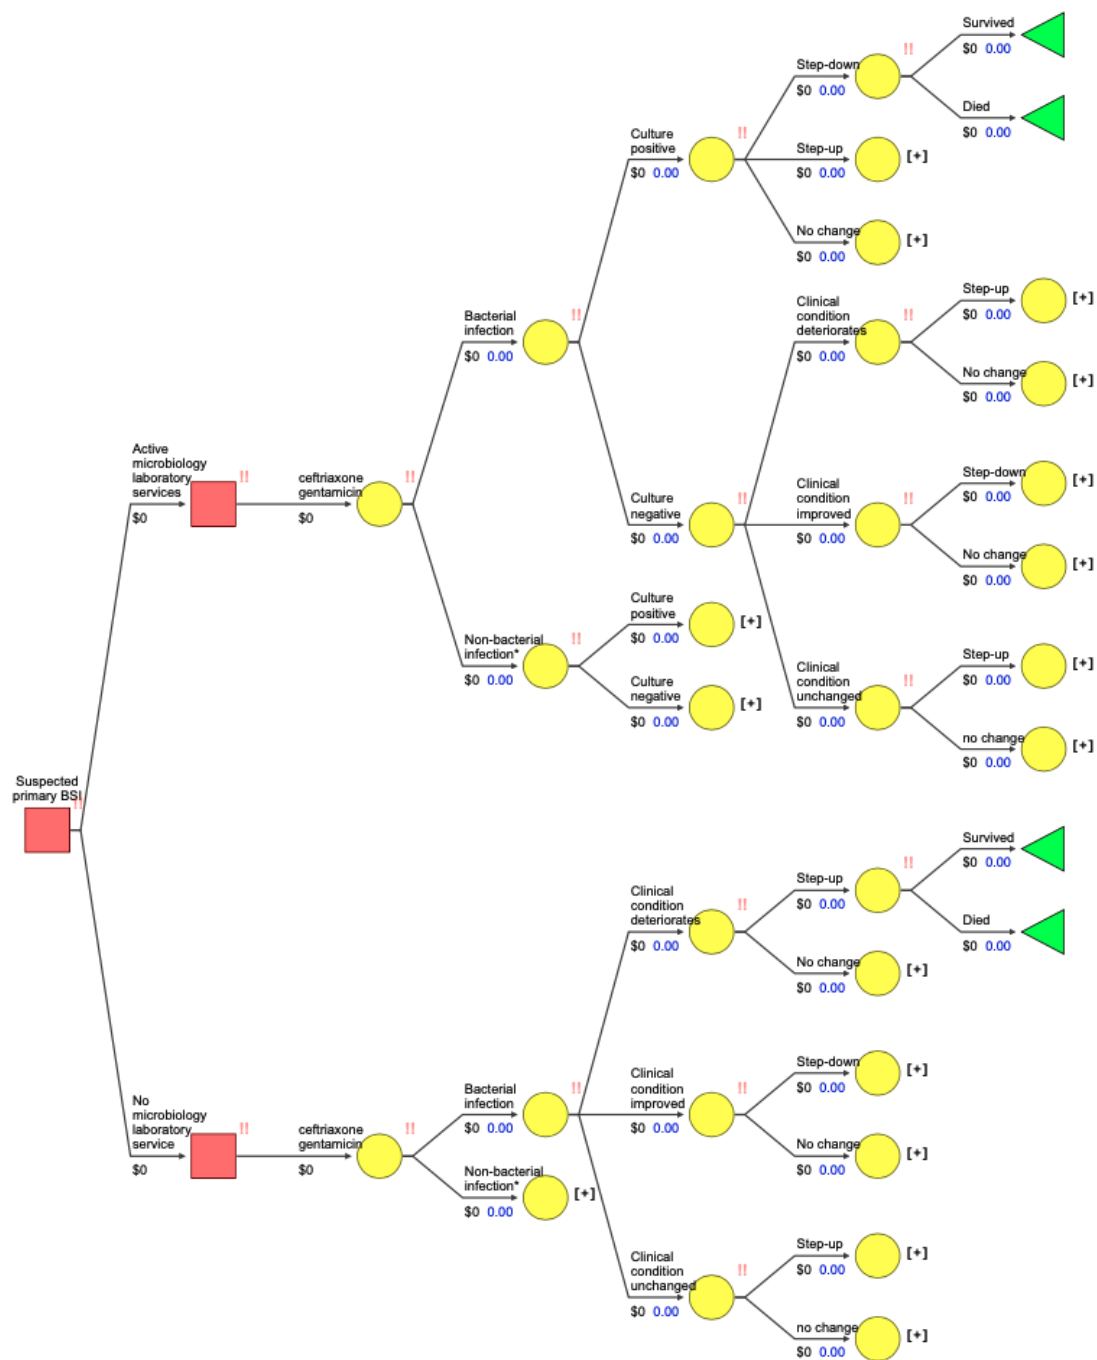 Survived
$0 0.00
!!
Step-down
$0 0.00
Died
$0 0.00
Culture
positive
$0 0.00
!!
Step-up
$0 0.00
[+]
No change
$0 0.00
[+]
Bacterial
infection
$0 0.00
!!
Clinical
condition
deteriorates
$0 0.00
!!
Step-up
$0 0.00
[+]
No change
$0 0.00
[+]
Active
microbiology
laboratory
services
$0
!!
ceftriaxone
gentamicin
$0
!!
Culture
negative
$0 0.00
!!
Clinical
condition
improved
$0 0.00
!!
Step-down
$0 0.00
[+]
No change
$0 0.00
[+]
Non-bacterial
infection*
$0 0.00
!!
Culture
positive
$0 0.00
[+]
Culture
negative
$0 0.00
[+]
Clinical
condition
unchanged
$0 0.00
!!
Step-up
$0 0.00
[+]
no change
$0 0.00
[+]
Suspected
primary BSI
!!
Survived
$0 0.00
!!
Step-up
$0 0.00
Died
$0 0.00
Clinical
condition
deteriorates
$0 0.00
!!
No change
$0 0.00
[+]
No
microbiology
laboratory
service
$0
!!
ceftriaxone
gentamicin
$0
!!
Bacterial
infection
$0 0.00
!!
Clinical
condition
improved
$0 0.00
!!
Step-down
$0 0.00
[+]
No change
$0 0.00
[+]
Non-bacterial
infection*
$0 0.00
[+]
Clinical
condition
unchanged
$0 0.00
!!
Step-up
$0 0.00
[+]
no change
$0 0.00
[+]